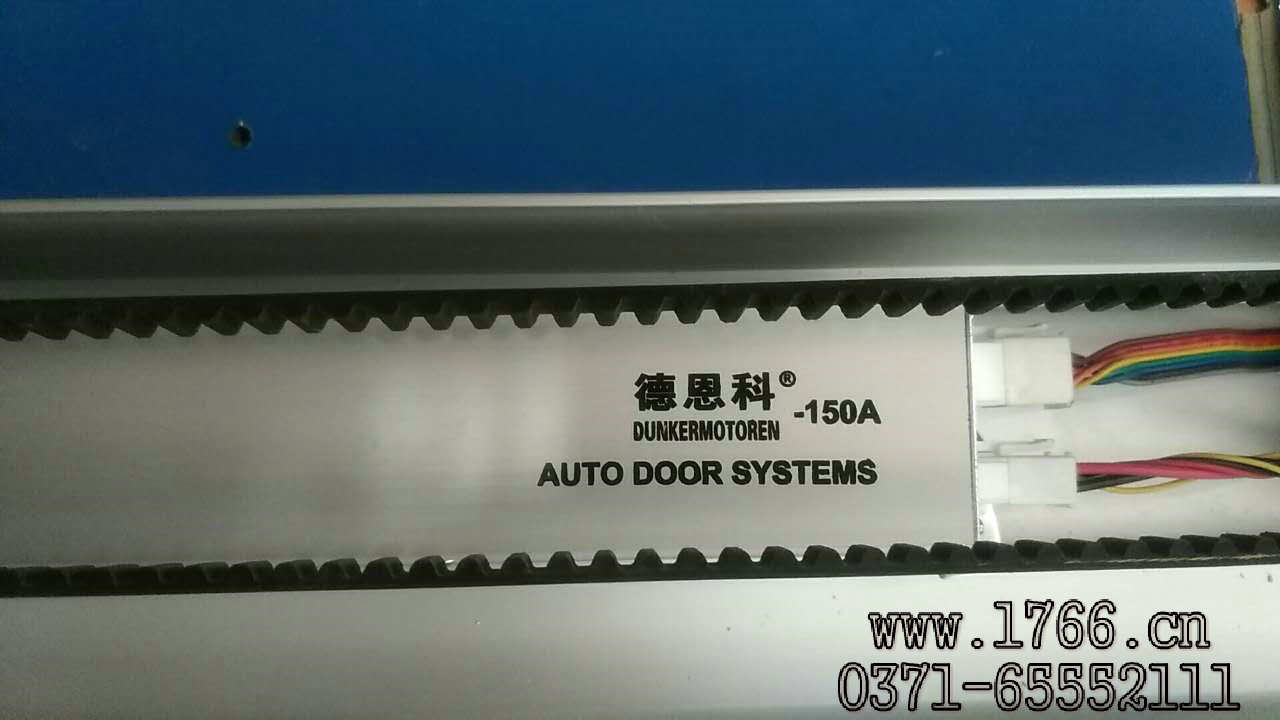 德恩科®
-150A
DUNKERMOTOREN
AUTO DOOR SYSTEMS
www.1766.cn
0371-65552111